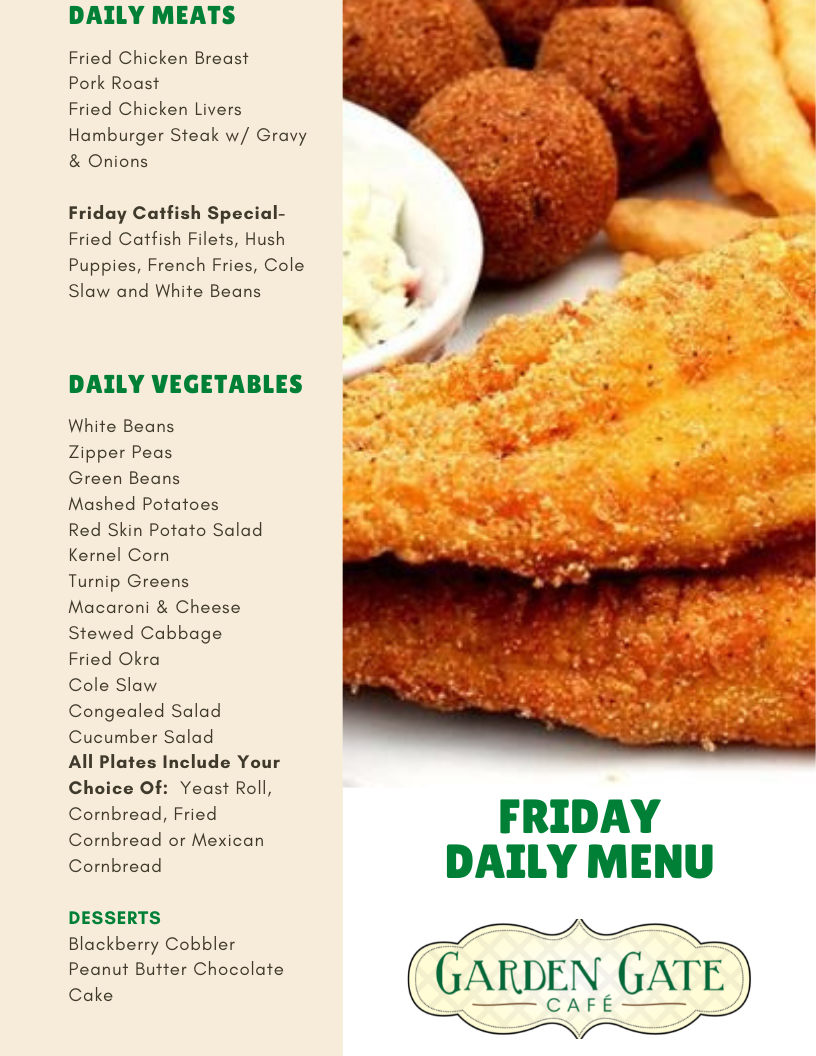 DAILY MEATS
Fried Chicken Breast
Pork Roast
Fried Chicken Livers
Hamburger Steak w/ Gravy
& Onions
Friday Catfish Special-
Fried Catfish Filets, Hush
Puppies, French Fries, Cole
Slaw and White Beans
DAILY VEGETABLES
White Beans
Zipper Peas
Green Beans
Mashed Potatoes
Red Skin Potato Salad
Kernel Corn
Turnip Greens
Macaroni & Cheese
Stewed Cabbage
Fried Okra
Cole Slaw
Congealed Salad
Cucumber Salad
All Plates Include Your
Choice Of: Yeast Roll,
Cornbread, Fried
Cornbread or Mexican
Cornbread
DESSERTS
Blackberry Cobbler
Peanut Butter Chocolate
Cake
FRIDAY
DAILY MENU
GARDEN GATE
CAFÉ